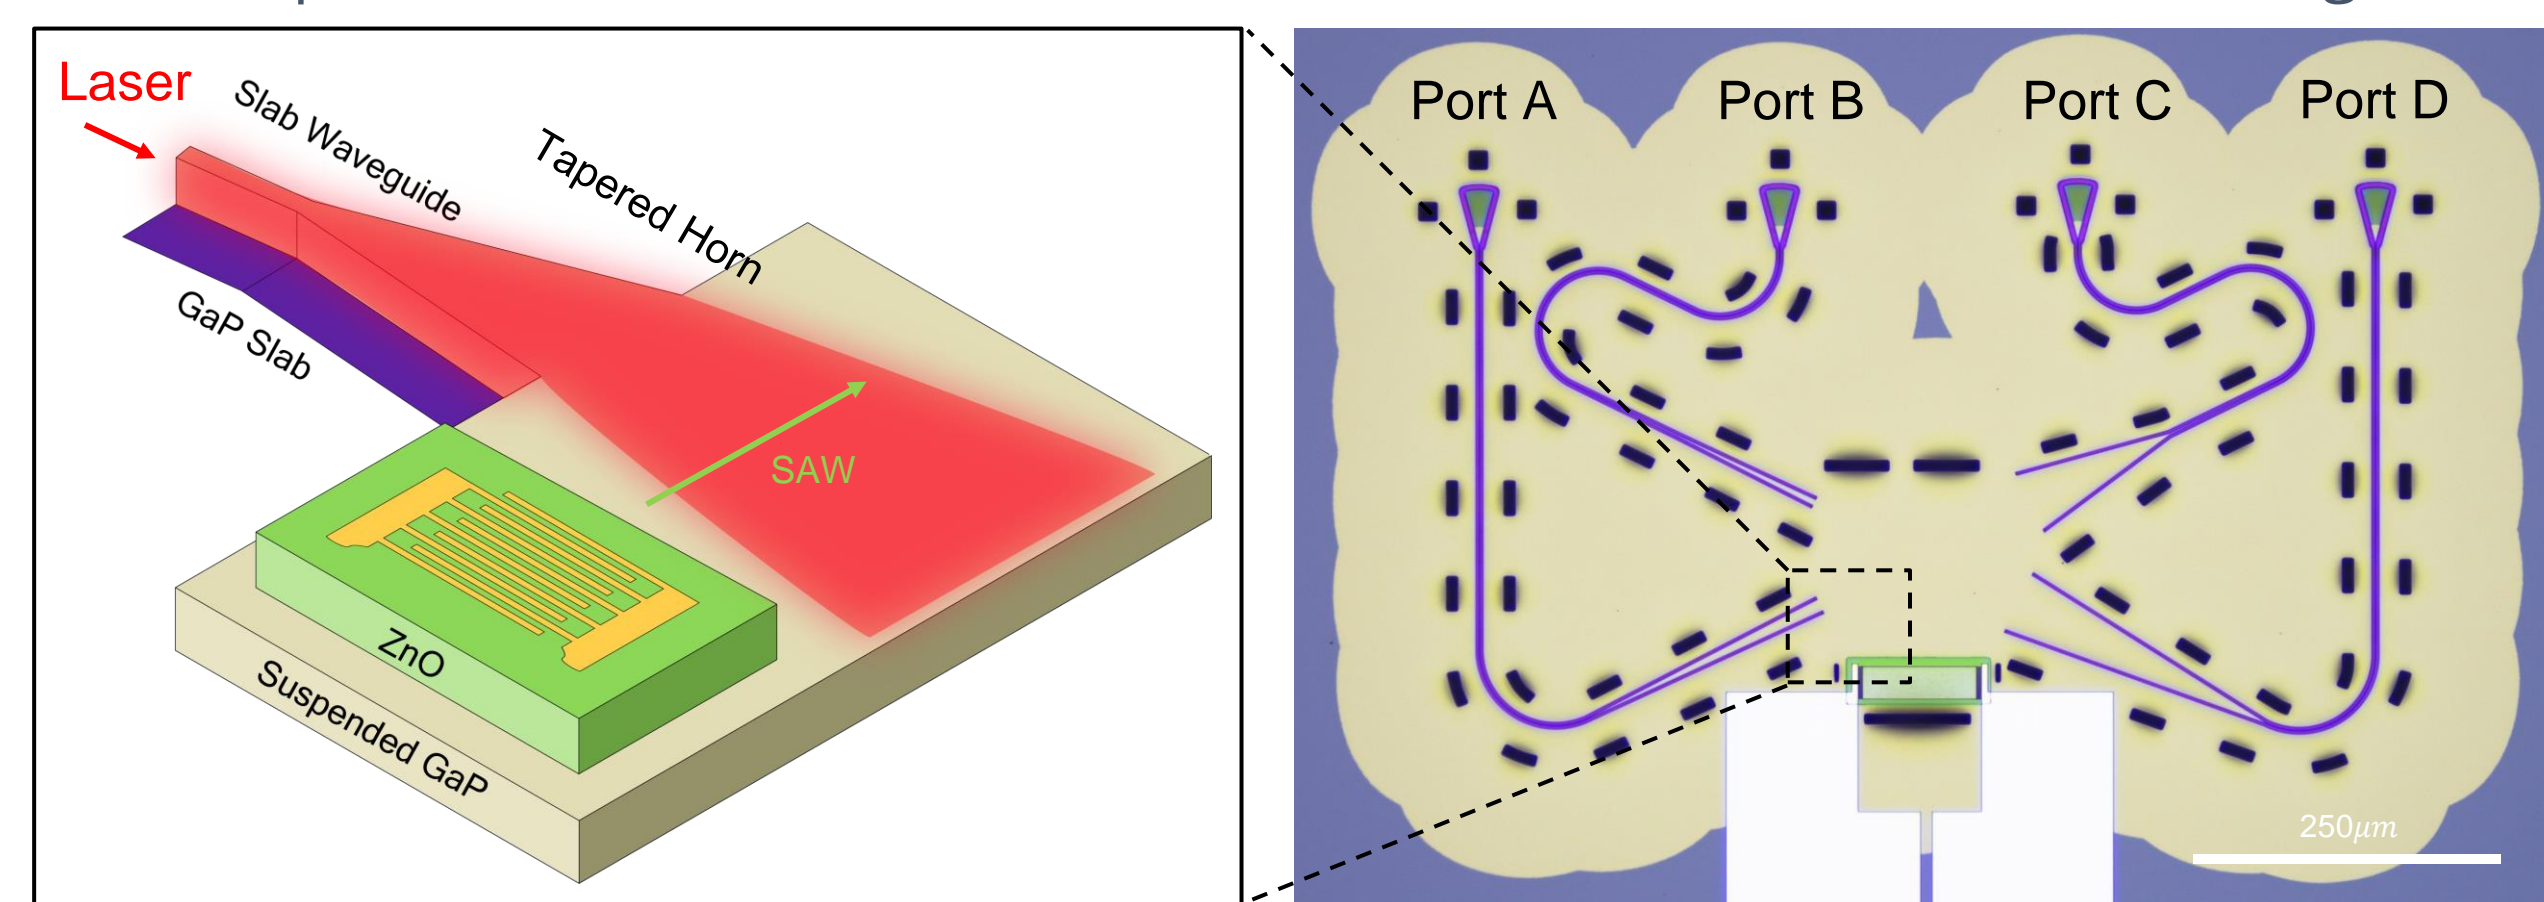 Laser
Slab Waveguide
Tapered Horn
GaP Slab
SAW
ZnO
Suspended GaP
Port A
Port B
Port C
Port D
250μm